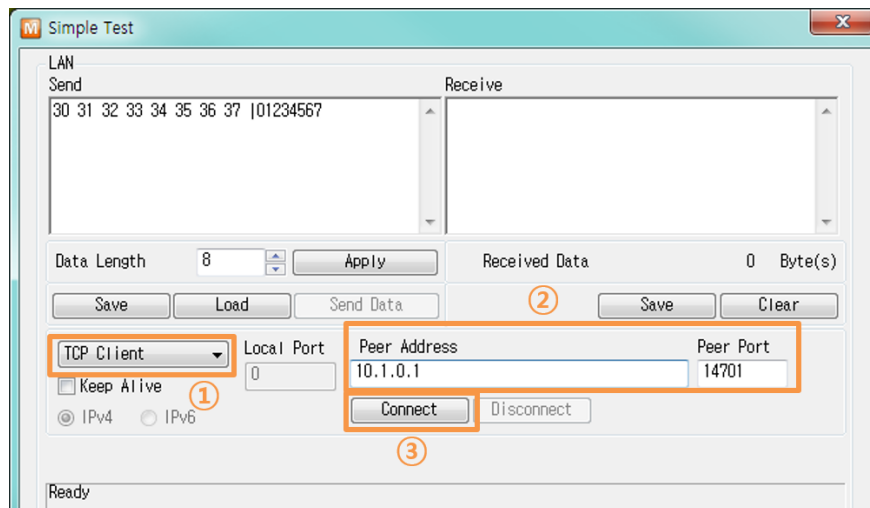 M Simple Test
LAN
Send Receive
30 31 32 33 34 35 36 37 |01234567
Data Length 8 Apply Received Data 0 Byte(s)
Save Load Send Data ② Save Clear
TCP Client Local Port Peer Address Peer Port
0 10.1.0.1 14701
Keep Alive ①
IPv4 IPv6 Connect Disconnect
③
Ready